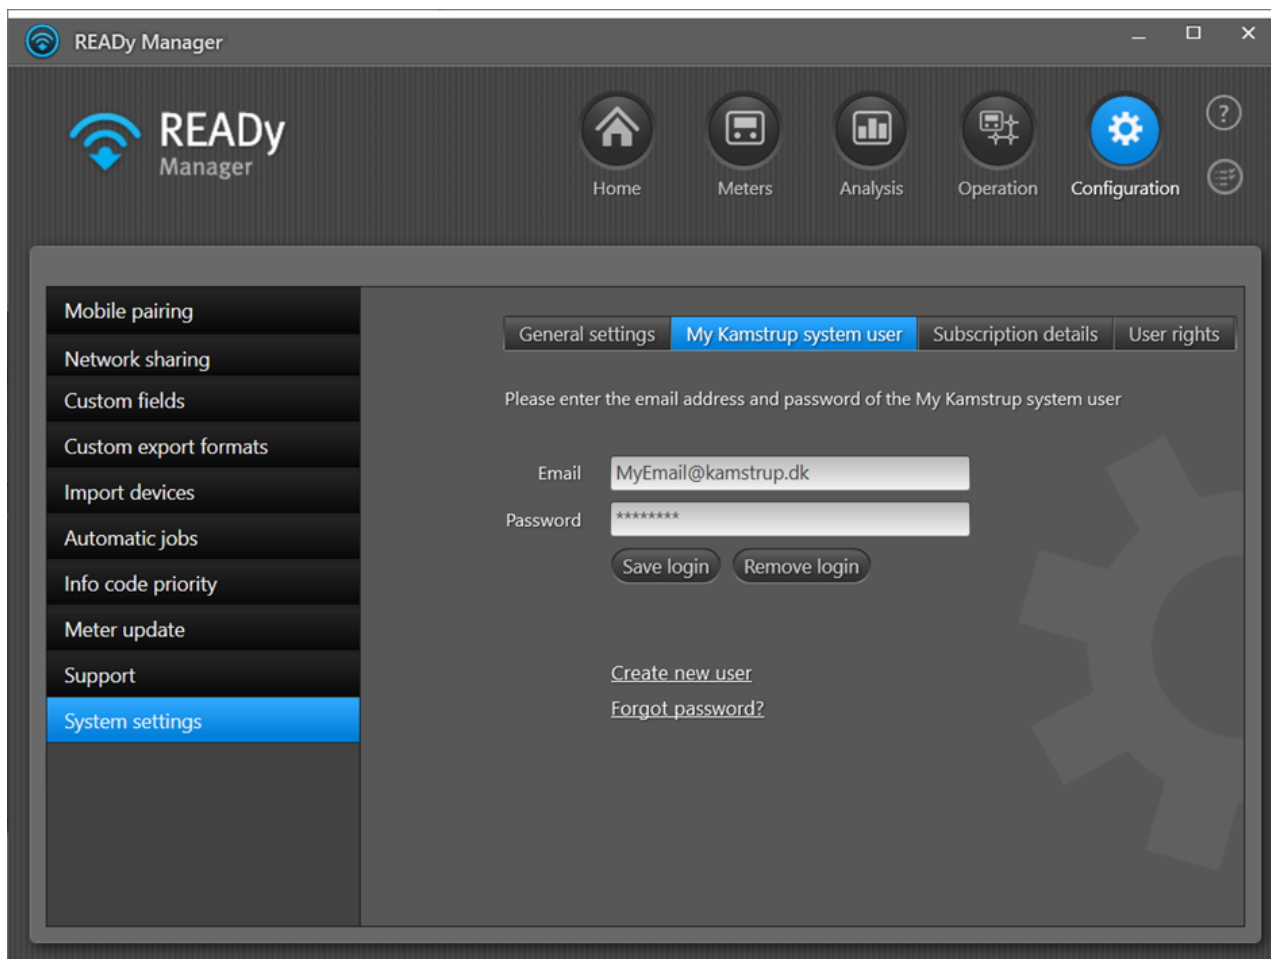 READy Manager
READy
Manager
Home
Meters
Analysis
Operation
Configuration
?
Mobile pairing
Network sharing
Custom fields
Custom export formats
Import devices
Automatic jobs
Info code priority
Meter update
Support
System settings
General settings
My Kamstrup system user
Subscription details
User rights
Please enter the email address and password of the My Kamstrup system user
Email
MyEmail@kamstrup.dk
Password
********
Save login
Remove login
Create new user
Forgot password?